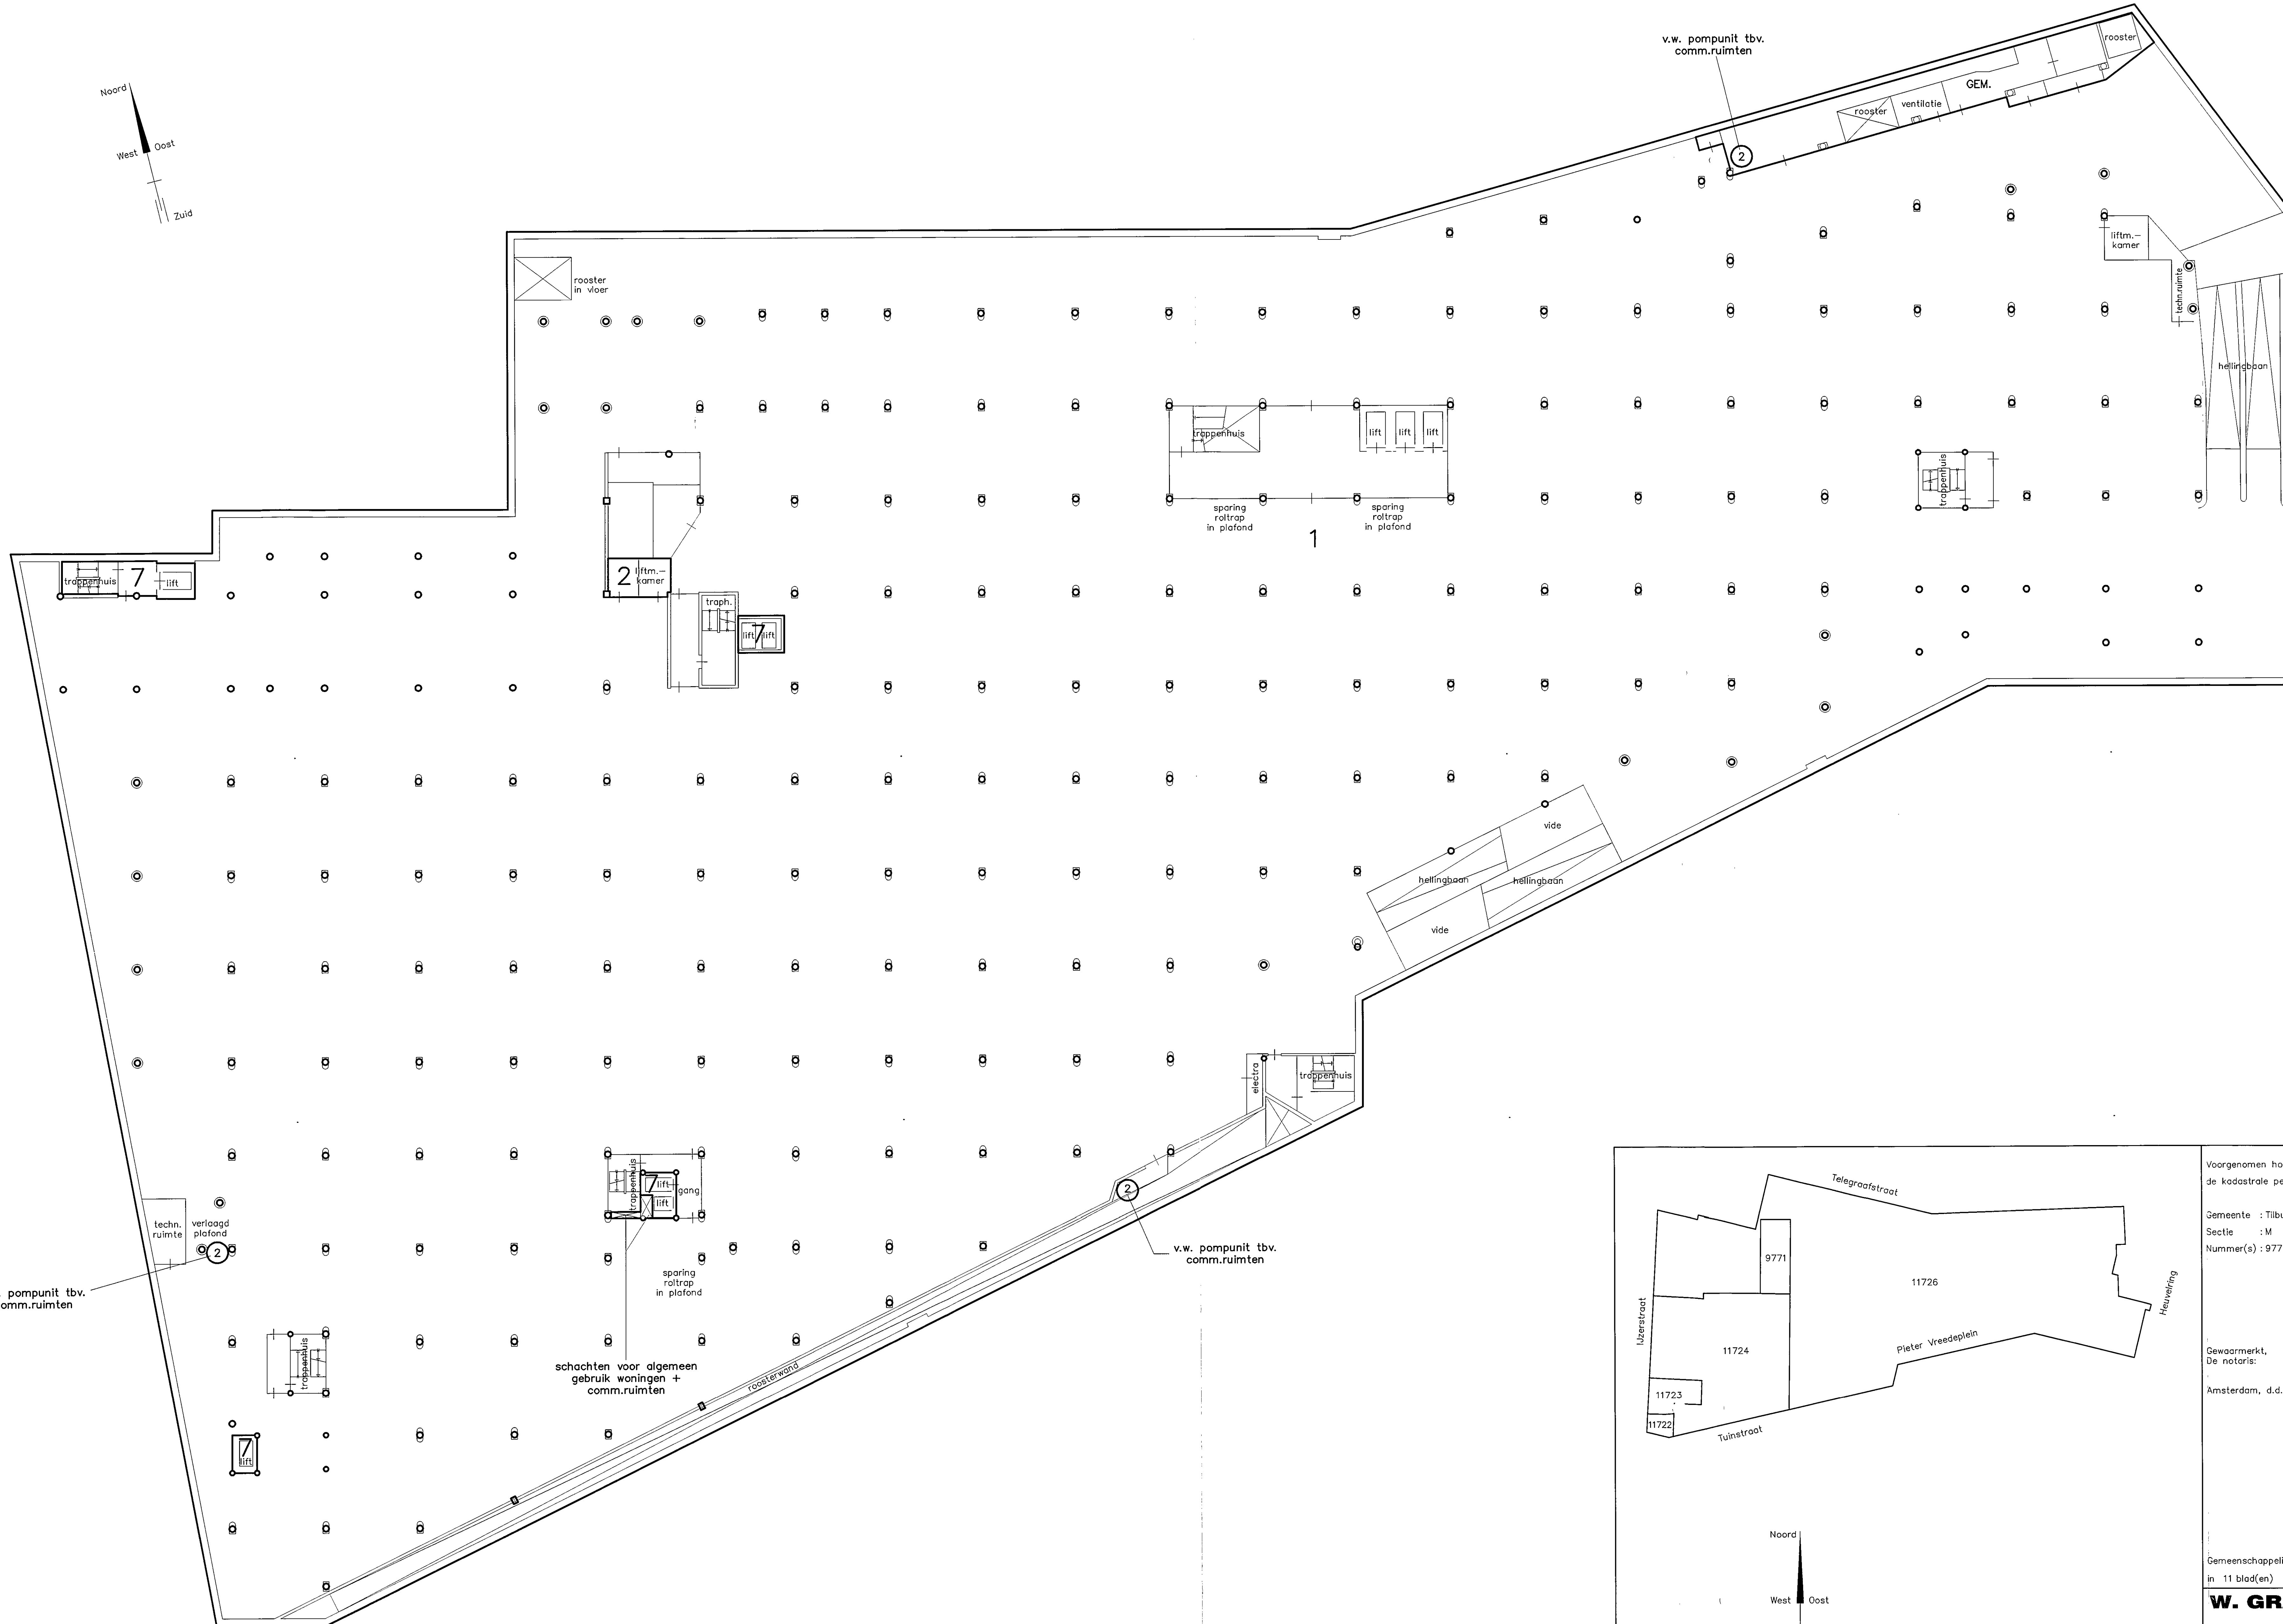 v.w. pompunit tbv.
comm.ruimten
rooster
GEM.
ventilatie
rooster
2
Noord
West Oost
Zuid
liftm.-
kamer
techn.ruimte
rooster
in vloer
hellingbaan
trappenhuis
lift lift lift
trappenhuis
sparing
roltrap
in plafond
sparing
roltrap
in plafond
1
trappenhuis 7 lift
2 liftm.-
kamer
traph.
lift 7 lift
vide
hellingbaan
hellingbaan
vide
electra
trappenhuis
trappenhuis
7
lift
lift
gang
2
techn.
ruimte
verlaagd
plafond
2
v.w. pompunit tbv.
comm.ruimten
pompunit tbv.
comm.ruimten
sparing
roltrap
in plafond
trappenhuis
schachten voor algemeen
gebruik woningen +
comm.ruimten
roosterwand
7
lift
Telegraafstraat
9771
11726
IJzerstraat
Heuvelring
11724
Pieter Vreedeplein
11723
11722
Tuinstraat
Noord
West Oost
Voorgenomen
de kadastrale
Gemeente :
Sectie : M
Nummer(s) : 977
Gewaarmerkt,
De notaris:
Amsterdam, d.d.
in 11 blad(en)
W. GR